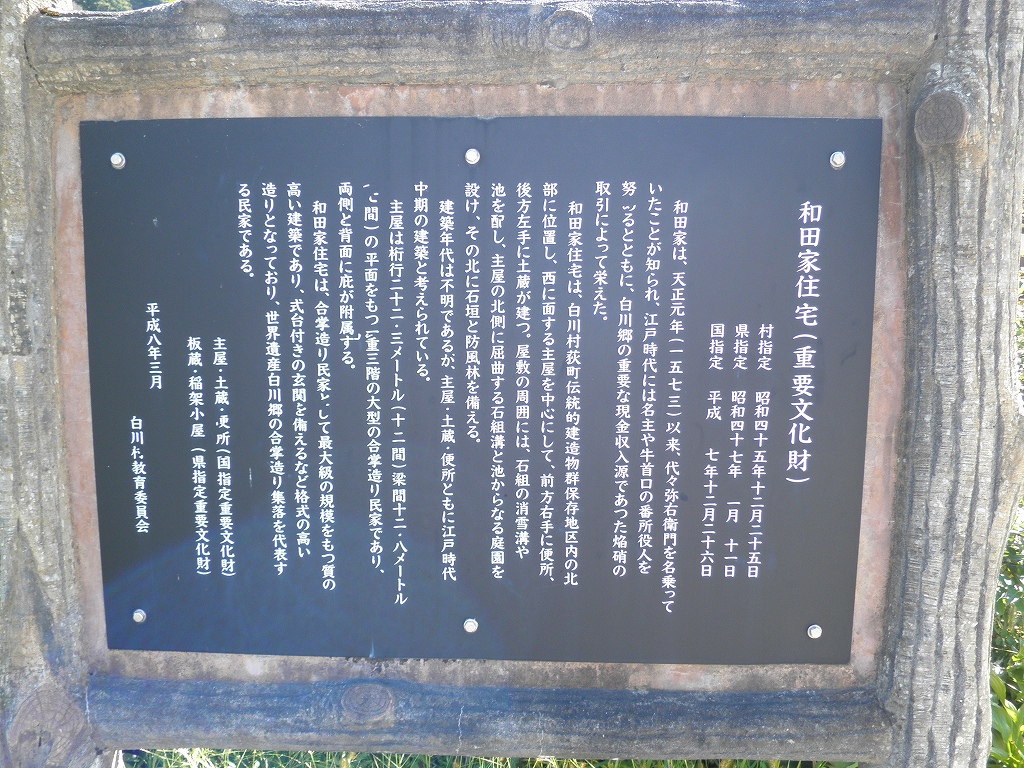 和田家住宅(重要文化財)
村指定 昭和四十五年十二月二十五日
県指定 昭和四十七年 一月 十一日
国指定 平成 七年十二月二十六日
和田家は、天正元年(一五七三)以来、代々弥右衛門を名乗って
いたことが知られ、江戸時代には名主や牛首口の番所役人を
努 るとともに、白川郷の重要な現金収入源であつた焔硝の
取引によって栄えた。
和田家住宅は、白川村荻町伝統的建造物群保存地区内の北
部に位置し、西に面する主屋を中心にして、前方右手に便所、
後方左手に土蔵が建つ。屋敷の周囲には、石組の消雪溝や
池を配し、主屋の北側に屈曲する石組溝と池からなる庭園を
設け、その北に石垣と防風林を備える。
建築年代は不明であるか、主屋・土蔵・便所ともに江戸時代
中期の建築と考えられている。
主屋は桁行二十二・三メートル(十二間)梁間十二・八メートル
間)の平面をもつ二重三階の大型の合掌造り民家であり、
両側と背面に庇が附属する。
和田家住宅は、合掌造り民家として最大級の規模をもつ質の
高い建築であり、式台付きの玄関を備えるなど格式の高い
造りとなっており、世界遺産白川郷の合掌造り集落を代表す
る民家である。
主屋・土蔵・便所(国指定重要文化財)
板蔵・稲架小屋(県指定重要文化財)
平成八年三月
白川村教育委員会